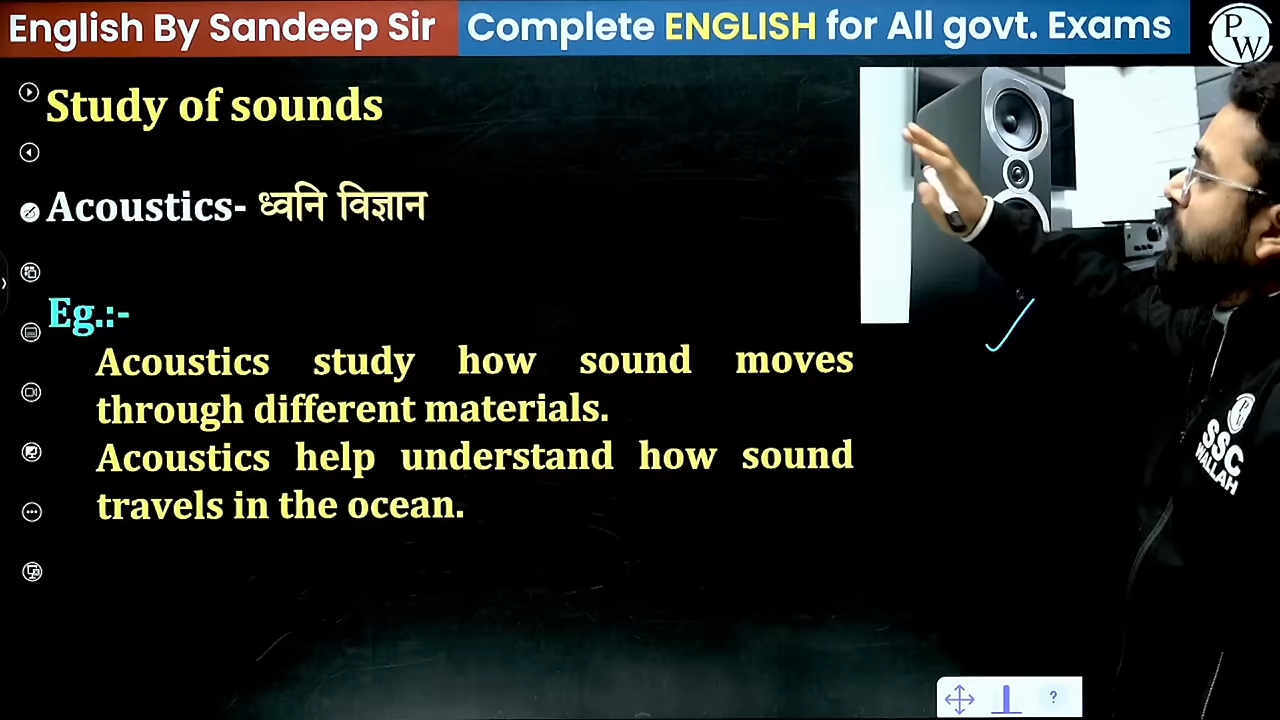 English By Sandeep Sir
Complete ENGLISH for All govt. Exams
PW
Study of sounds
Acoustics- ध्वनि विज्ञान
Eg.:-
Acoustics study how sound moves
through different materials.
Acoustics help understand how sound
travels in the ocean.
SSC
WALLAH
?